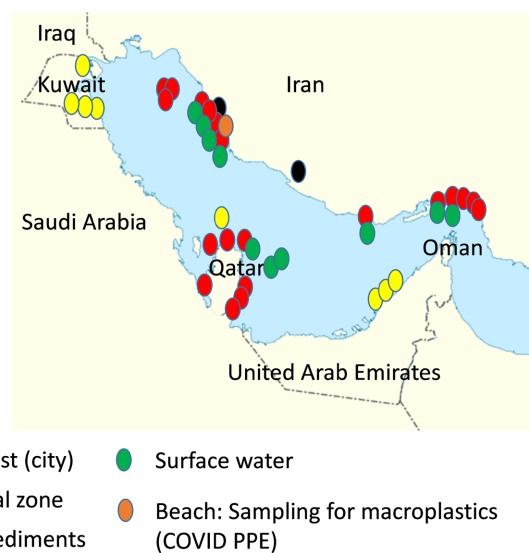 Iraq
Kuwait
Iran
Saudi Arabia
Qatar
Oman
United Arab Emirates
st (city)
Surface water
al zone
Beach: Sampling for macroplastics
ediments
(COVID PPE)